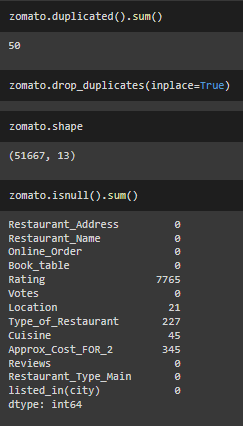 zomato.duplicated().sum()
50
zomato.drop_duplicates(inplace=True)
zomato.shape
(51667, 13)
zomato.isnull().sum()
Restaurant_Address 0
Restaurant_Name 0
Online_Order 0
Book_table 0
Rating 7765
Votes 0
Location 21
Type_of_Restaurant 227
Cuisine 45
Approx_Cost_FOR_2 345
Reviews 0
Restaurant_Type_Main 0
listed_in(city) 0
dtype: int64